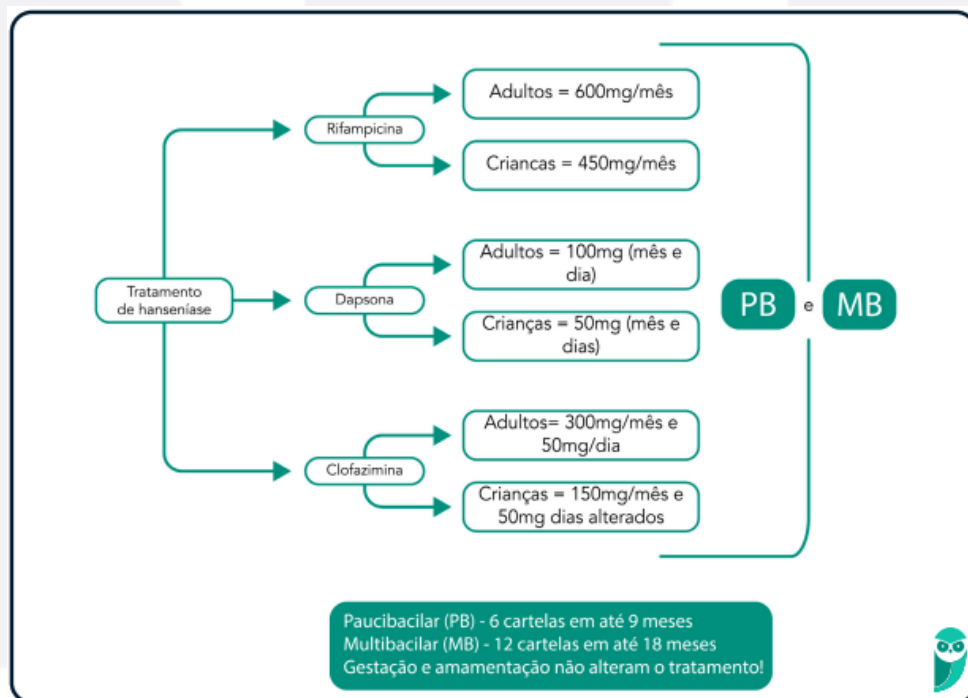 Tratamento
de hanseníase
Rifampicina
Adultos = 600mg/mês
Criancas = 450mg/mês
Dapsona
Adultos = 100mg (mês e
dia)
Crianças = 50mg (mês e
dias)
Clofazimina
Adultos= 300mg/mês e
50mg/dia
Crianças = 150mg/mês e
50mg dias alterados
PB e MB
Paucibacilar (PB) - 6 cartelas em até 9 meses
Multibacilar (MB) - 12 cartelas em até 18 meses
Gestação e amamentação não alteram o tratamento!